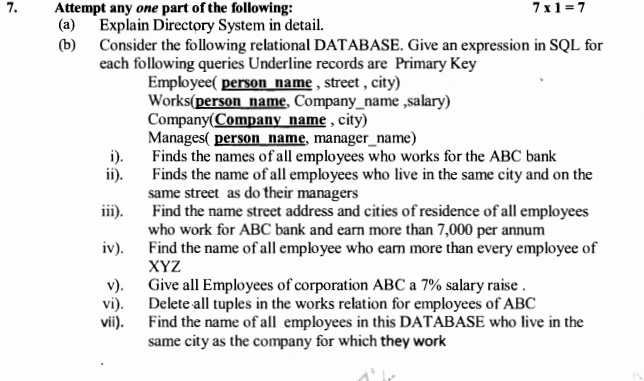 7. Attempt any one part of the following: 7 x 1 = 7
(a) Explain Directory System in detail.
(b) Consider the following relational DATABASE. Give an expression in SQL for
each following queries Underline records are Primary Key
Employee( person_name , street , city)
Works(person_name, Company_name ,salary)
Company(Company_name , city)
Manages( person_name, manager_name)
i). Finds the names of all employees who works for the ABC bank
ii). Finds the name of all employees who live in the same city and on the
same street as do their managers
iii). Find the name street address and cities of residence of all employees
who work for ABC bank and earn more than 7,000 per annum
iv). Find the name of all employee who earn more than every employee of
XYZ
v). Give all Employees of corporation ABC a 7% salary raise .
vi). Delete all tuples in the works relation for employees of ABC
vii). Find the name of all employees in this DATABASE who live in the
same city as the company for which they work